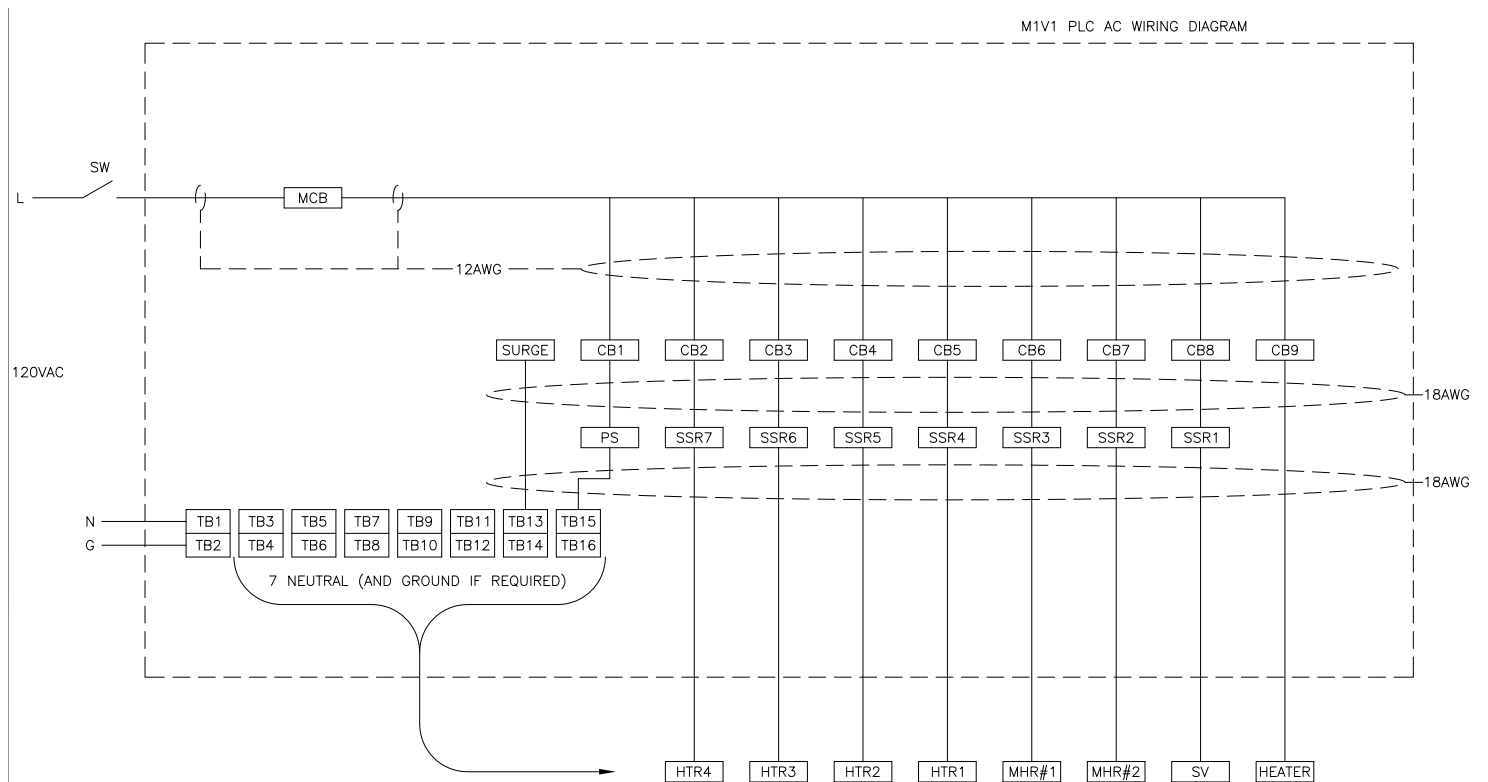 M1V1 PLC AC WIRING DIAGRAM
SW
L
MCB
12AWG
SURGE CB1 CB2 CB3 CB4 CB5 CB6 CB7 CB8 CB9
120VAC
18AWG
PS SSR7 SSR6 SSR5 SSR4 SSR3 SSR2 SSR1
18AWG
N TB1 TB3 TB5 TB7 TB9 TB11 TB13 TB15
G TB2 TB4 TB6 TB8 TB10 TB12 TB14 TB16
7 NEUTRAL (AND GROUND IF REQUIRED)
HTR4 HTR3 HTR2 HTR1 MHR#1 MHR#2 SV HEATER